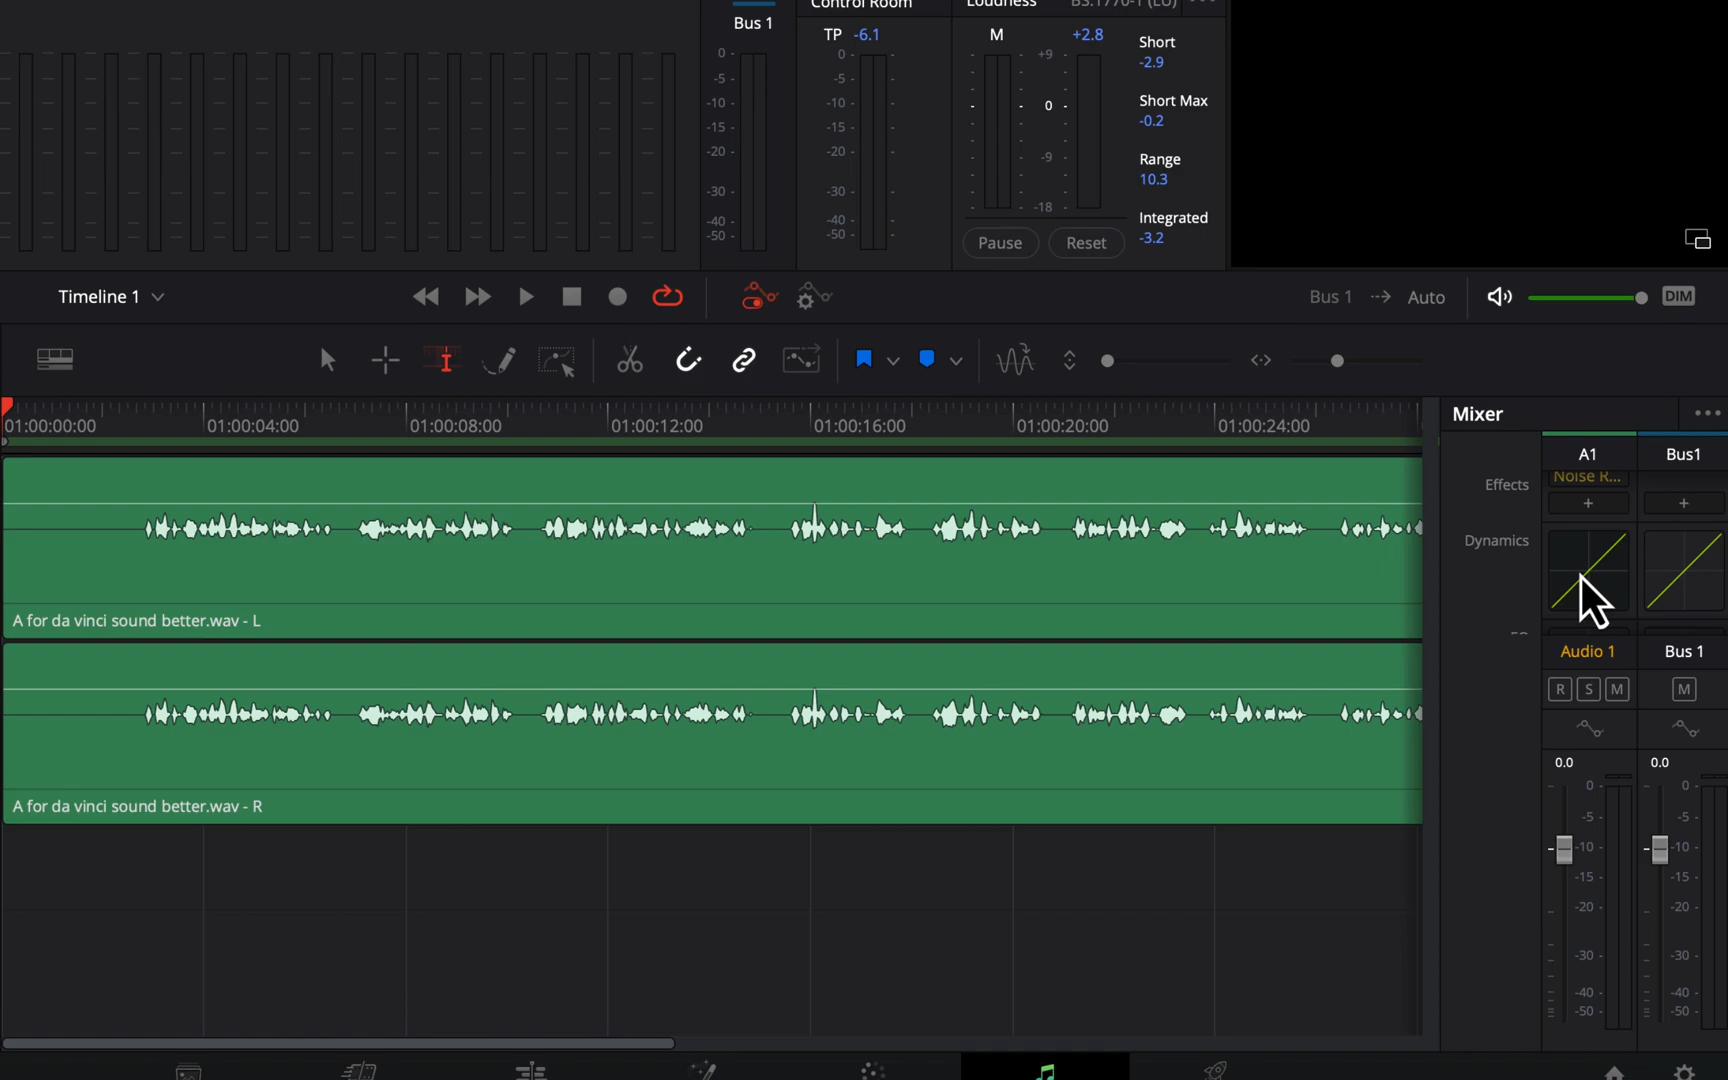 Bus 1
Control Room
Loudness BS.1770-1 (LU)
TP -6.1
M +2.8
Short
-2.9
Short Max
-0.2
Range
10.3
Integrated
-3.2
0
-5
-10
-15
-20
-30
-40
-50
0
-5
-10
-15
-20
-30
-40
-50
+9
0
-9
-18
Pause Reset
Timeline 1
Bus 1 Auto DIM
01:00:00:00 01:00:04:00 01:00:08:00 01:00:12:00 01:00:16:00 01:00:20:00 01:00:24:00
A for da vinci sound better.wav - L
A for da vinci sound better.wav - R
Mixer
A1 Bus1
Effects Noise R...
+ +
Dynamics
Audio 1 Bus 1
R S M M
0.0 0.0
0 0
-5 -5
-10 -10
-15 -15
-20 -20
-30 -30
-40 -40
-50 -50